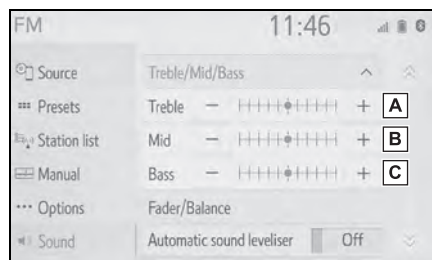 FM 11:46
Source Treble/Mid/Bass
Presets Treble − + A
Station list Mid − + B
Manual Bass − + C
Options Fader/Balance
Sound Automatic sound leveliser Off